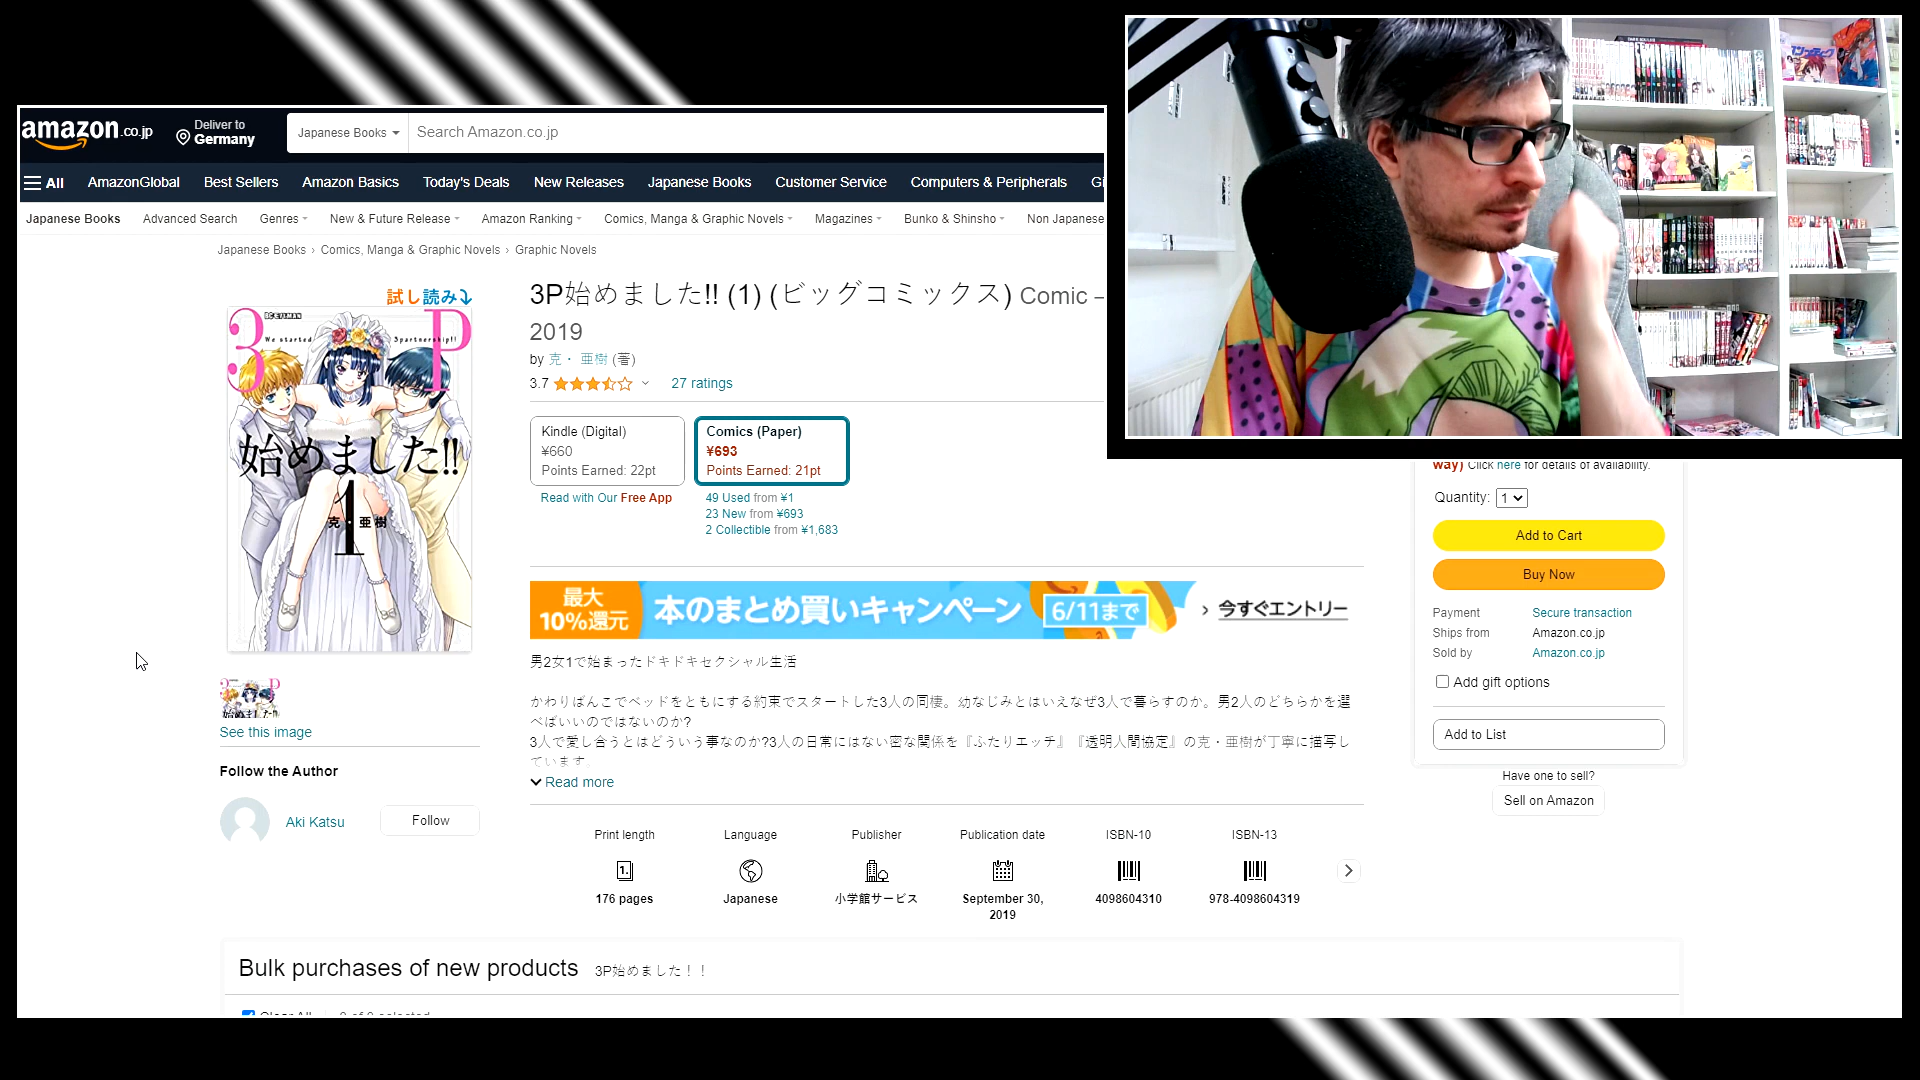 amazon.co.jp
Deliver to
Germany
Japanese Books
Search Amazon.co.jp
All
AmazonGlobal
Best Sellers
Amazon Basics
Today's Deals
New Releases
Japanese Books
Customer Service
Computers & Peripherals
Gi
Japanese Books
Advanced Search
Genres
New & Future Release
Amazon Ranking
Comics, Manga & Graphic Novels
Magazines
Bunko & Shinsho
Non Japanese
Japanese Books › Comics, Manga & Graphic Novels › Graphic Novels
試し読み
3P
We started 3partnership!!
始めました!!
1
克・亜樹
See this image
Follow the Author
Aki Katsu
Follow
3P始めました!! (1) (ビッグコミックス) Comic –
2019
by 克・ 亜樹 (著)
3.7
27 ratings
Kindle (Digital)
¥660
Points Earned: 22pt
Read with Our Free App
Comics (Paper)
¥693
Points Earned: 21pt
49 Used from ¥1
23 New from ¥693
2 Collectible from ¥1,683
最大
10%還元
本のまとめ買いキャンペーン
6/11まで
› 今すぐエントリー
男2女1で始まったドキドキセクシャル生活
かわりばんこでベッドをともにする約束でスタートした3人の同棲。幼なじみとはいえなぜ3人で暮らすのか。男2人のどちらかを選
べばいいのではないのか?
3人で愛し合うとはどういう事なのか?3人の日常にはない密な関係を『ふたりエッチ』『透明人間協定』の克・亜樹が丁寧に描写し
ています。
Read more
Print length
176 pages
Language
Japanese
Publisher
小学館サービス
Publication date
September 30,
2019
ISBN-10
4098604310
ISBN-13
978-4098604319
way) Click here for details of availability.
Quantity: 1
Add to Cart
Buy Now
Payment
Secure transaction
Ships from
Amazon.co.jp
Sold by
Amazon.co.jp
Add gift options
Add to List
Have one to sell?
Sell on Amazon
Bulk purchases of new products
3P始めました！！